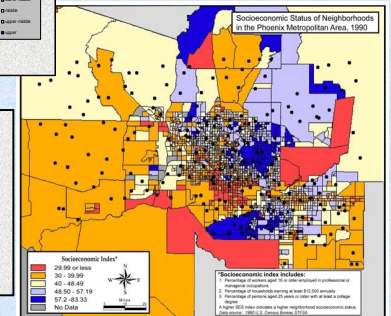 upper-middle
upper
Socioeconomic Status of Neighborhoods
in the Phoenix Metropolitan Area, 1990
Socioeconomic Index*
29.99 or less
30 - 39.99
40 - 48.49
48.50 - 57.19
57.2 -83.33
No Data
N
W
E
S
Miles
*Socioeconomic index includes:
1. Percentage of workers aged 16 or older employed in professional or
managerial occupations
2. Percentage of households earning at least $12,500 annually
3. Percentage of persons aged 25 years or older with at least a college
degree
A higher SES index indicates a higher neighborhood socioeconomic status.
Data source: 1990 U.S. Census Bureau, STF3A